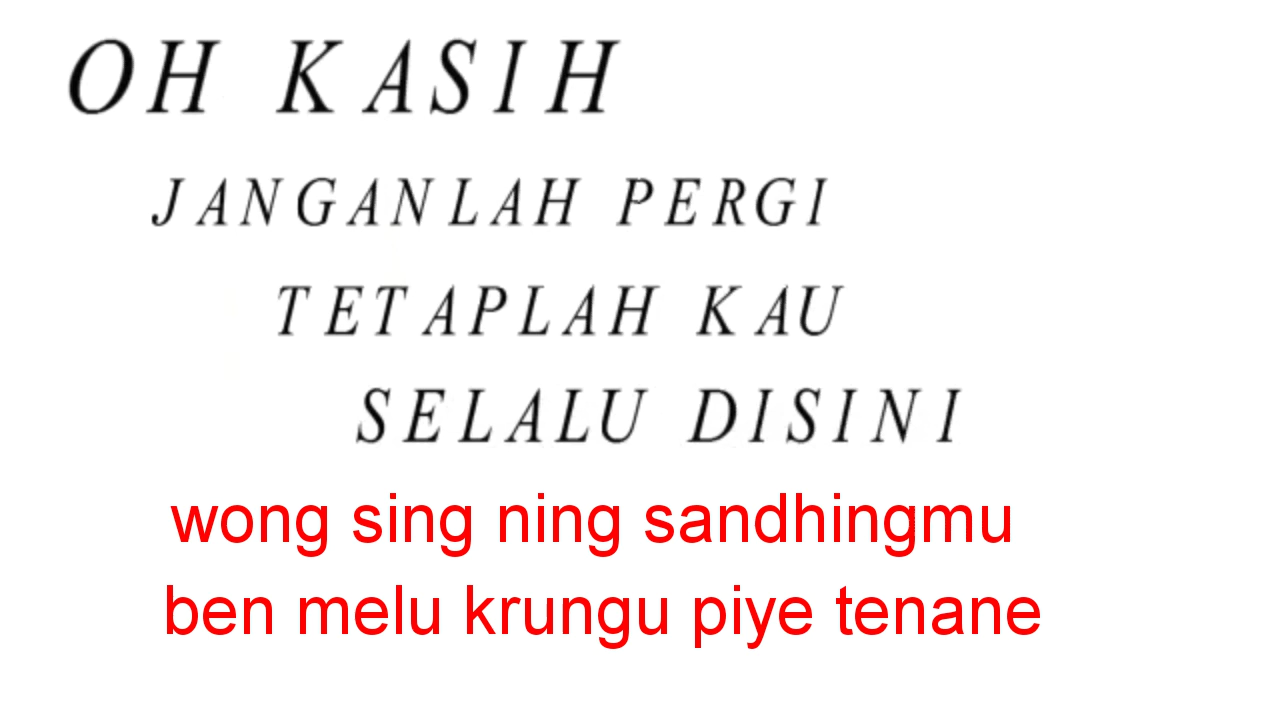 OH KASIH
JANGANLAH PERGI
TETAPLAH KAU
SELALU DISINI
wong sing ning sandhingmu
ben melu krungu piye tenane